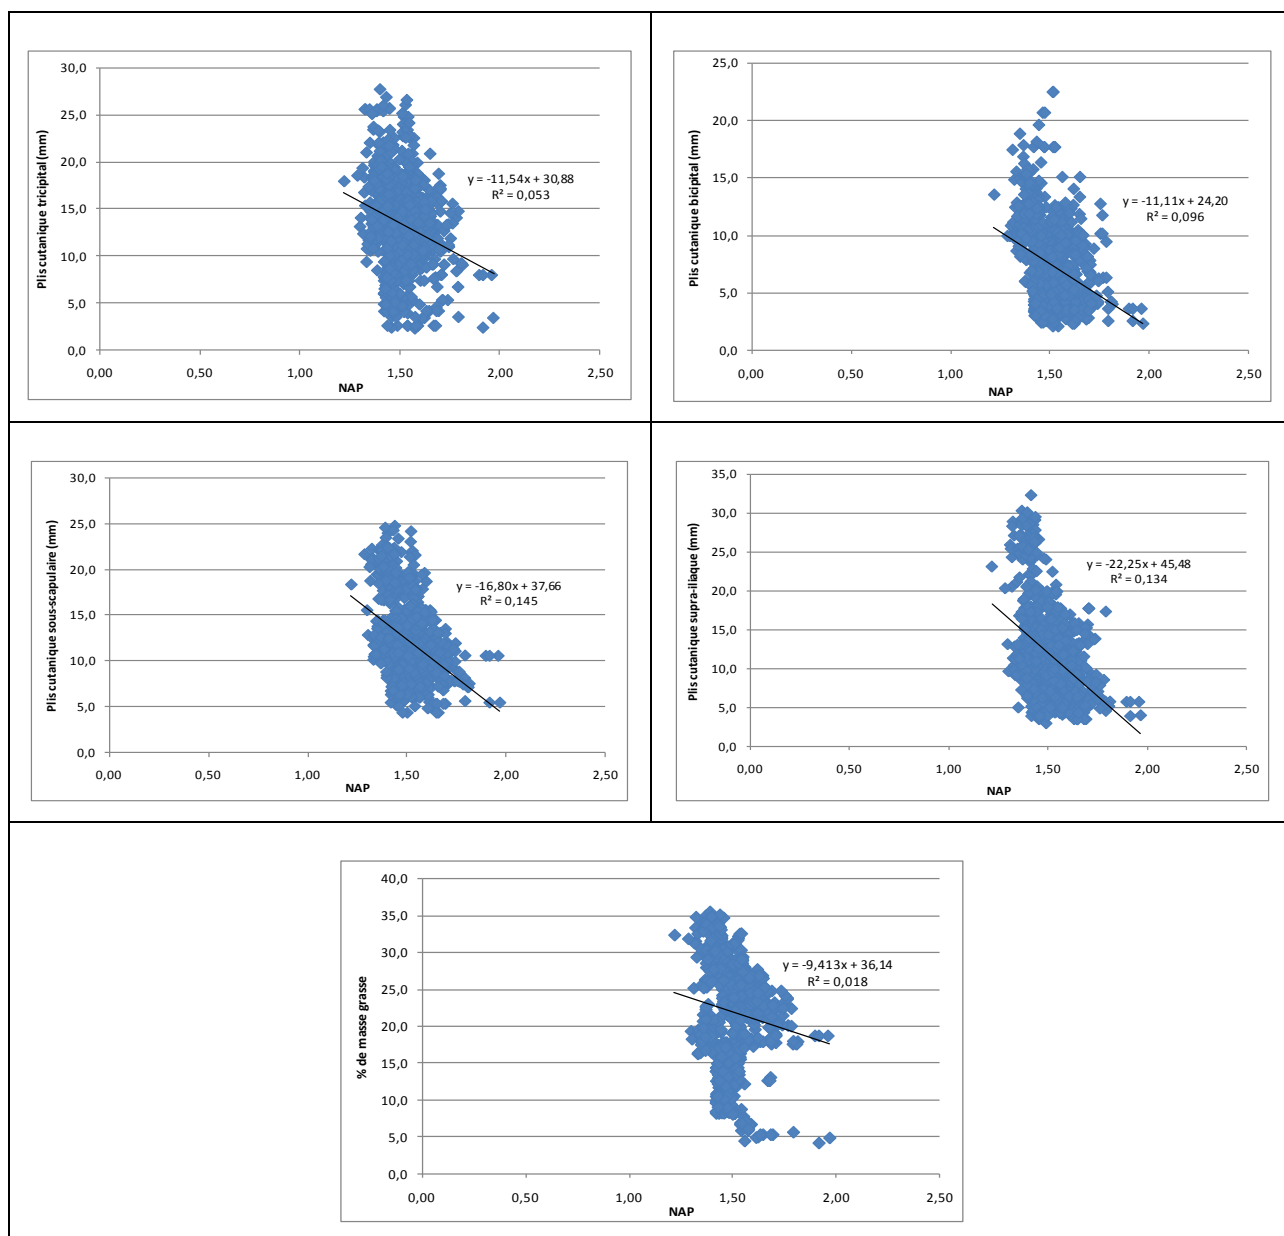 Plis cutanique tricipital (mm)
30,0
25,0
20,0
15,0
10,0
5,0
0,0
y = -11,54x + 30,88
R² = 0,053
0,00 0,50 1,00 1,50 2,00 2,50
NAP
Plis cutanique bicipital (mm)
25,0
20,0
15,0
10,0
5,0
0,0
y = -11,11x + 24,20
R² = 0,096
0,00 0,50 1,00 1,50 2,00 2,50
NAP
Plis cutanique sous-scapulaire (mm)
30,0
25,0
20,0
15,0
10,0
5,0
0,0
y = -16,80x + 37,66
R² = 0,145
0,00 0,50 1,00 1,50 2,00 2,50
NAP
Plis cutanique supra-iliaque (mm)
35,0
30,0
25,0
20,0
15,0
10,0
5,0
0,0
y = -22,25x + 45,48
R² = 0,134
0,00 0,50 1,00 1,50 2,00 2,50
NAP
% de masse grasse
40,0
35,0
30,0
25,0
20,0
15,0
10,0
5,0
0,0
y = -9,413x + 36,14
R² = 0,018
0,00 0,50 1,00 1,50 2,00 2,50
NAP